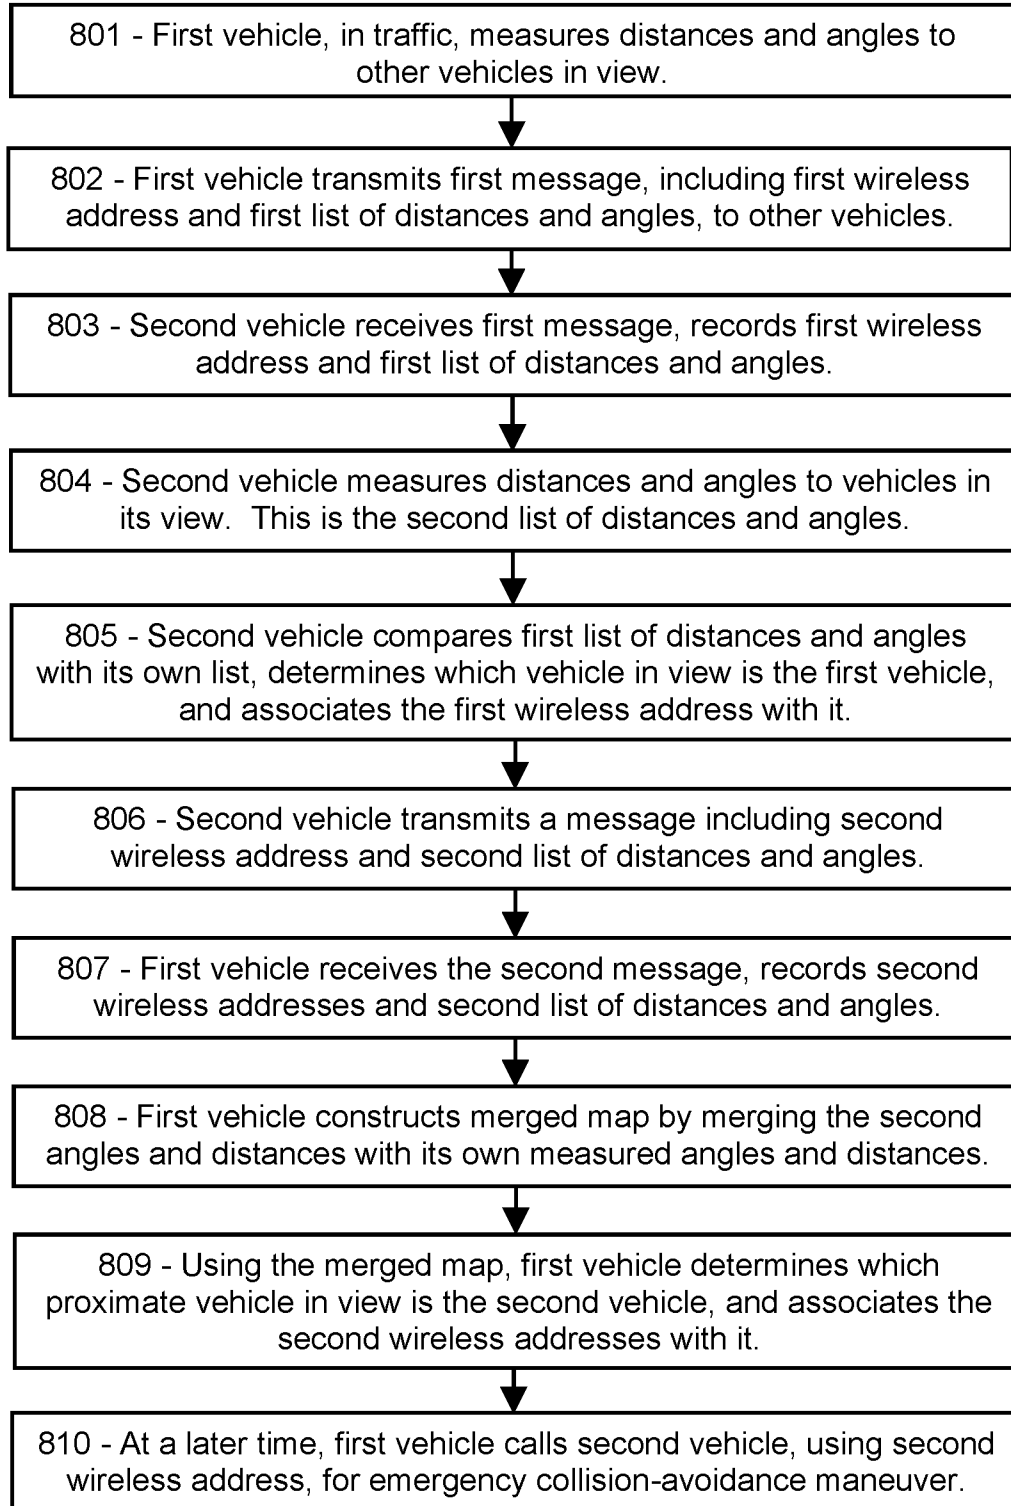 801 - First vehicle, in traffic, measures distances and angles to
other vehicles in view.
802 - First vehicle transmits first message, including first wireless
address and first list of distances and angles, to other vehicles.
803 - Second vehicle receives first message, records first wireless
address and first list of distances and angles.
804 - Second vehicle measures distances and angles to vehicles in
its view.  This is the second list of distances and angles.
805 - Second vehicle compares first list of distances and angles
with its own list, determines which vehicle in view is the first vehicle,
and associates the first wireless address with it.
806 - Second vehicle transmits a message including second
wireless address and second list of distances and angles.
807 - First vehicle receives the second message, records second
wireless addresses and second list of distances and angles.
808 - First vehicle constructs merged map by merging the second
angles and distances with its own measured angles and distances.
809 - Using the merged map, first vehicle determines which
proximate vehicle in view is the second vehicle, and associates the
second wireless addresses with it.
810 - At a later time, first vehicle calls second vehicle, using second
wireless address, for emergency collision-avoidance maneuver.